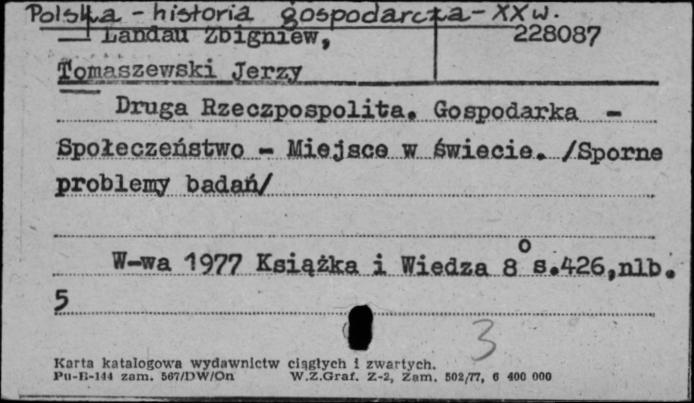 Polska - historia gospodarcza - XX w.
Landau Zbigniew, 228087
Tomaszewski Jerzy
Druga Rzeczpospolita. Gospodarka -
Społeczeństwo - Miejsce w świecie. /Sporne
problemy badań/
W-wa 1977 Książka i Wiedza 8° s.426,nlb.
5
3
Karta katalogowa wydawnictw ciągłych i zwartych.
Pu-B-144 zam. 567/DW/On W.Z.Graf. Z-2, Zam. 502/77, 6 400 000